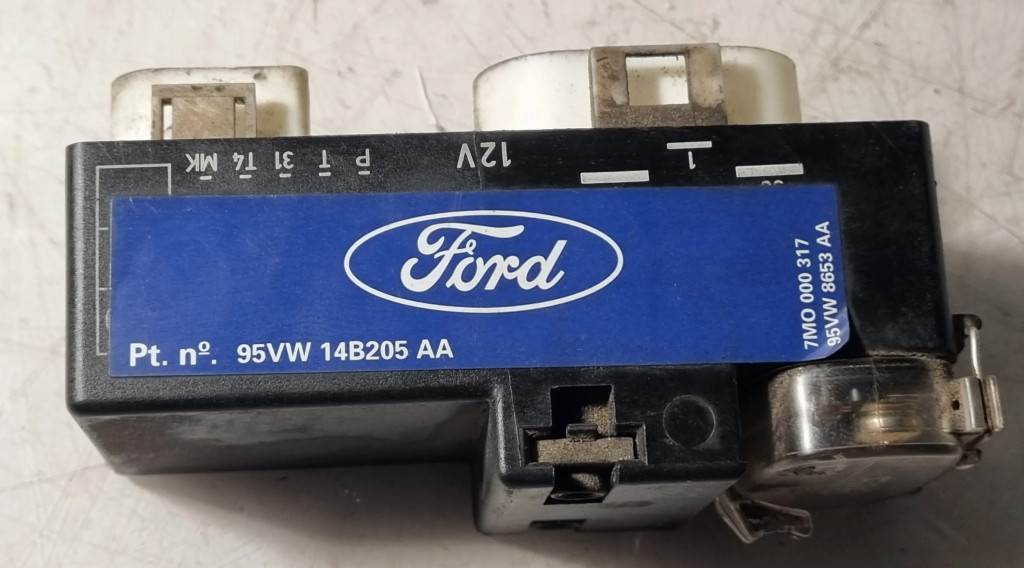 MK T4 31 T P
12V
1
Ford
Pt. nº. 95VW 14B205 AA
7MO 000 317
95VW 8653 AA